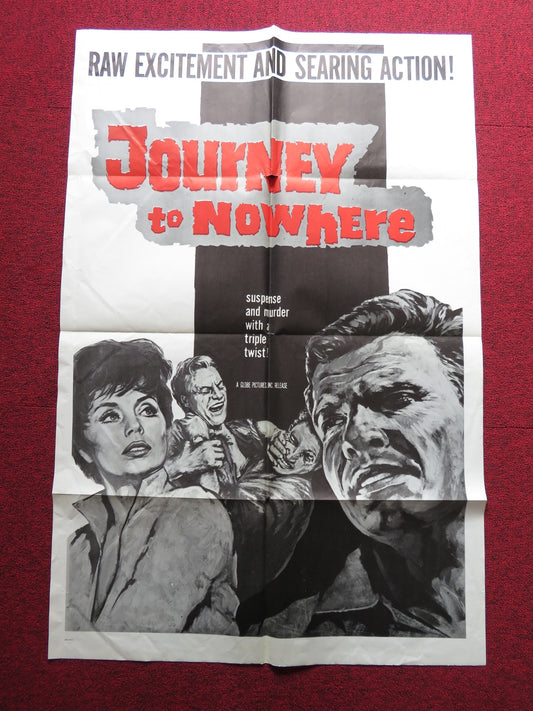 RAW EXCITEMENT AND SEARING ACTION!
JOURNEY
to NOWHERE
suspense
and murder
with a
triple
twist!
A GLOBE PICTURES INC. RELEASE